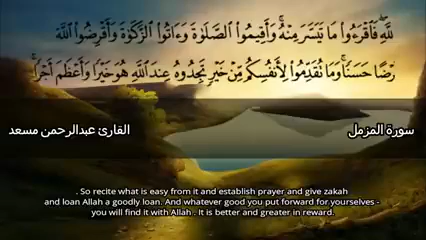 ٱللَّهِ ۙ فَٱقْرَءُوا۟ مَا تَيَسَّرَ مِنْهُ ۚ وَأَقِيمُوا۟ ٱلصَّلَوٰةَ وَءَاتُوا۟ ٱلزَّكَوٰةَ وَأَقْرِضُوا۟ ٱللَّهَ
رْضًا حَسَنًا ۚ وَمَا تُقَدِّمُوا۟ لِأَنفُسِكُم مِّنْ خَيْرٍ تَجِدُوهُ عِندَ ٱللَّهِ هُوَ خَيْرًا وَأَعْظَمَ أَجْرًا ۚ
سورة المزمل
القارئ عبدالرحمن مسعد
. So recite what is easy from it and establish prayer and give zakah
and loan Allah a goodly loan. And whatever good you put forward for yourselves -
you will find it with Allah . It is better and greater in reward.